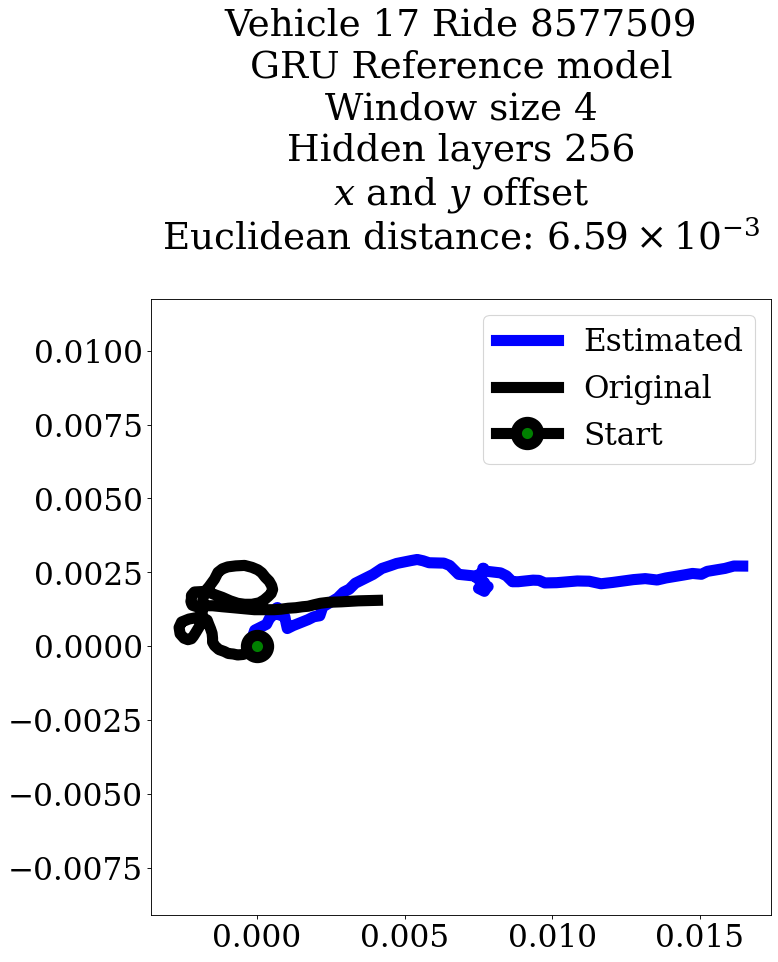 Vehicle 17 Ride 8577509
GRU Reference model
Window size 4
Hidden layers 256
x and y offset
Euclidean distance: 6.59 × 10⁻³
Estimated
Original
Start
0.0100
0.0075
0.0050
0.0025
0.0000
−0.0025
−0.0050
−0.0075
0.000 0.005 0.010 0.015